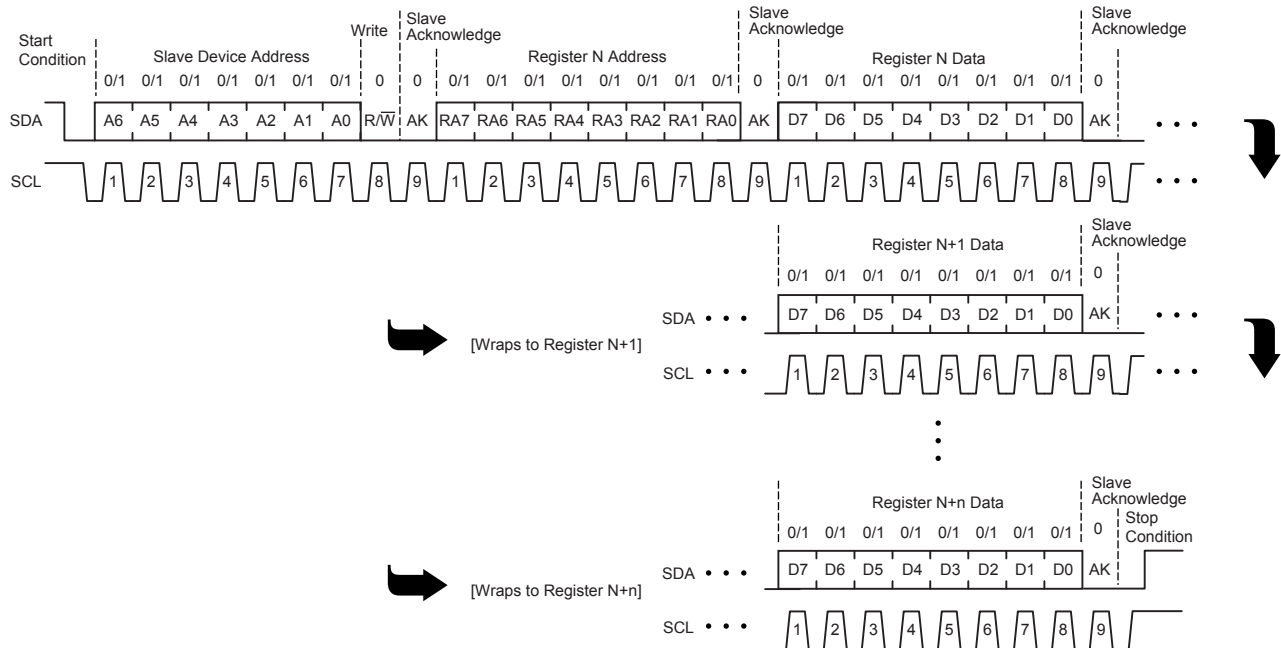 Start
Condition
Slave Device Address
Write
Slave
Acknowledge
Register N Address
Slave
Acknowledge
Register N Data
Slave
Acknowledge
0/1 0/1 0/1 0/1 0/1 0/1 0/1 0 0 0/1 0/1 0/1 0/1 0/1 0/1 0/1 0/1 0 0/1 0/1 0/1 0/1 0/1 0/1 0/1 0/1 0
SDA A6 A5 A4 A3 A2 A1 A0 R/W̅ AK RA7 RA6 RA5 RA4 RA3 RA2 RA1 RA0 AK D7 D6 D5 D4 D3 D2 D1 D0 AK • • •
SCL 1 2 3 4 5 6 7 8 9 1 2 3 4 5 6 7 8 9 1 2 3 4 5 6 7 8 9 • • •
Register N+1 Data
Slave
Acknowledge
0/1 0/1 0/1 0/1 0/1 0/1 0/1 0/1 0
SDA • • • D7 D6 D5 D4 D3 D2 D1 D0 AK • • •
[Wraps to Register N+1]
SCL • • • 1 2 3 4 5 6 7 8 9 • • •
Register N+n Data
Slave
Acknowledge
Stop
Condition
0/1 0/1 0/1 0/1 0/1 0/1 0/1 0/1 0
SDA • • • D7 D6 D5 D4 D3 D2 D1 D0 AK
[Wraps to Register N+n]
SCL • • • 1 2 3 4 5 6 7 8 9